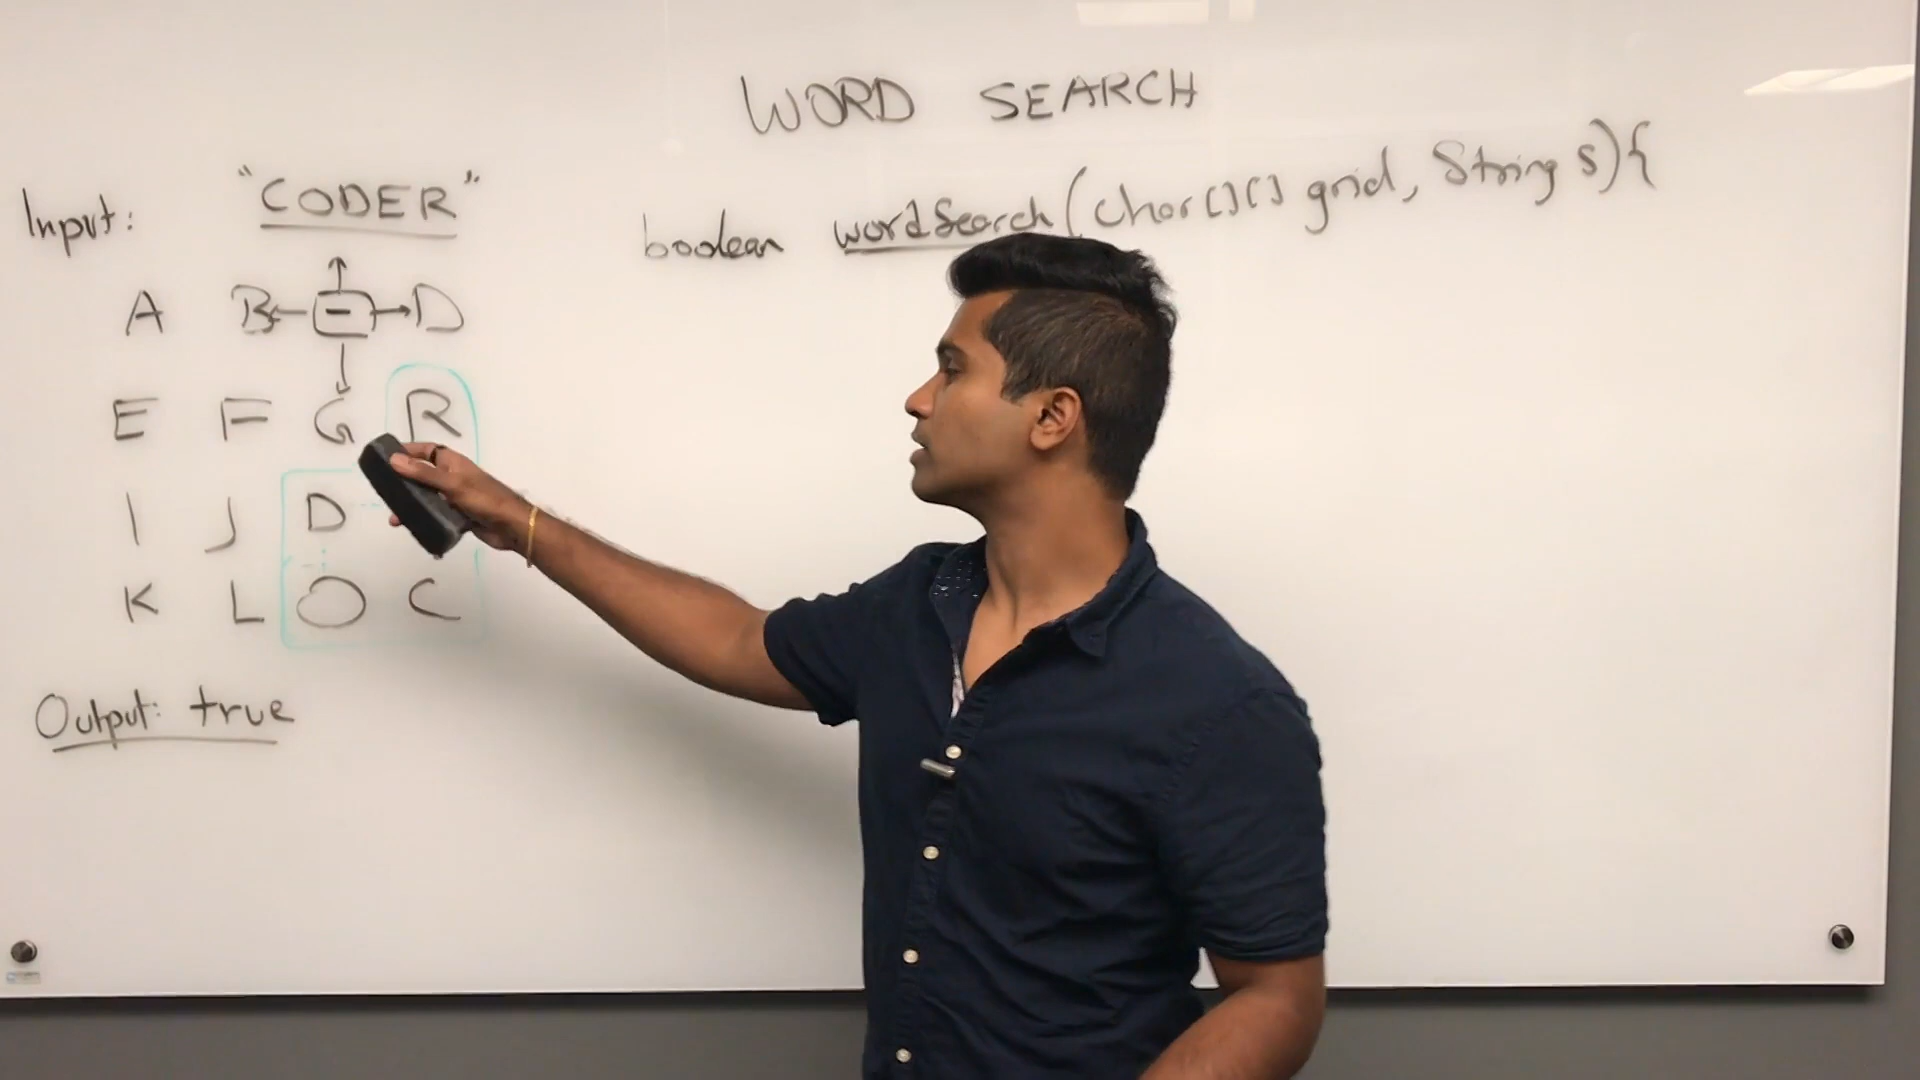 WORD SEARCH
Input: "CODER"
boolean wordSearch(char[][] grid, String s){
A B - D
E F G R
I J D
K L O C
Output: true